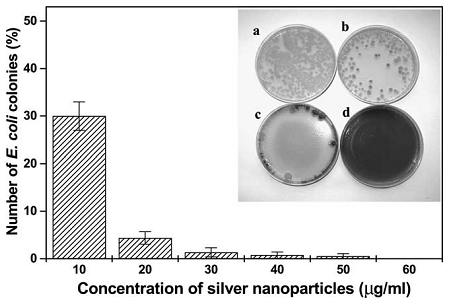 50
40
30
20
10
0
Number of E. coli colonies (%)
a
b
c
d
10 20 30 40 50 60
Concentration of silver nanoparticles (μg/ml)